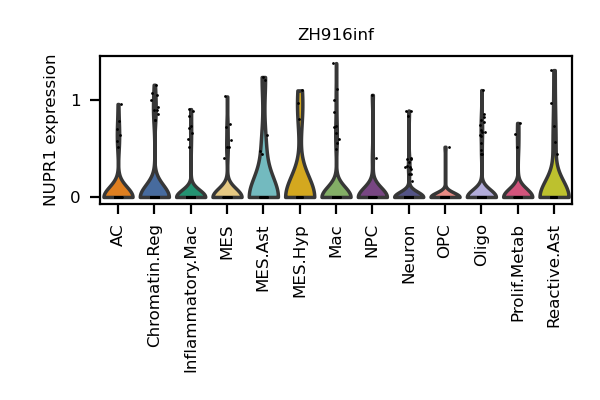 ZH916inf
NUPR1 expression
1
0
AC
Chromatin.Reg
Inflammatory.Mac
MES
MES.Ast
MES.Hyp
Mac
NPC
Neuron
OPC
Oligo
Prolif.Metab
Reactive.Ast